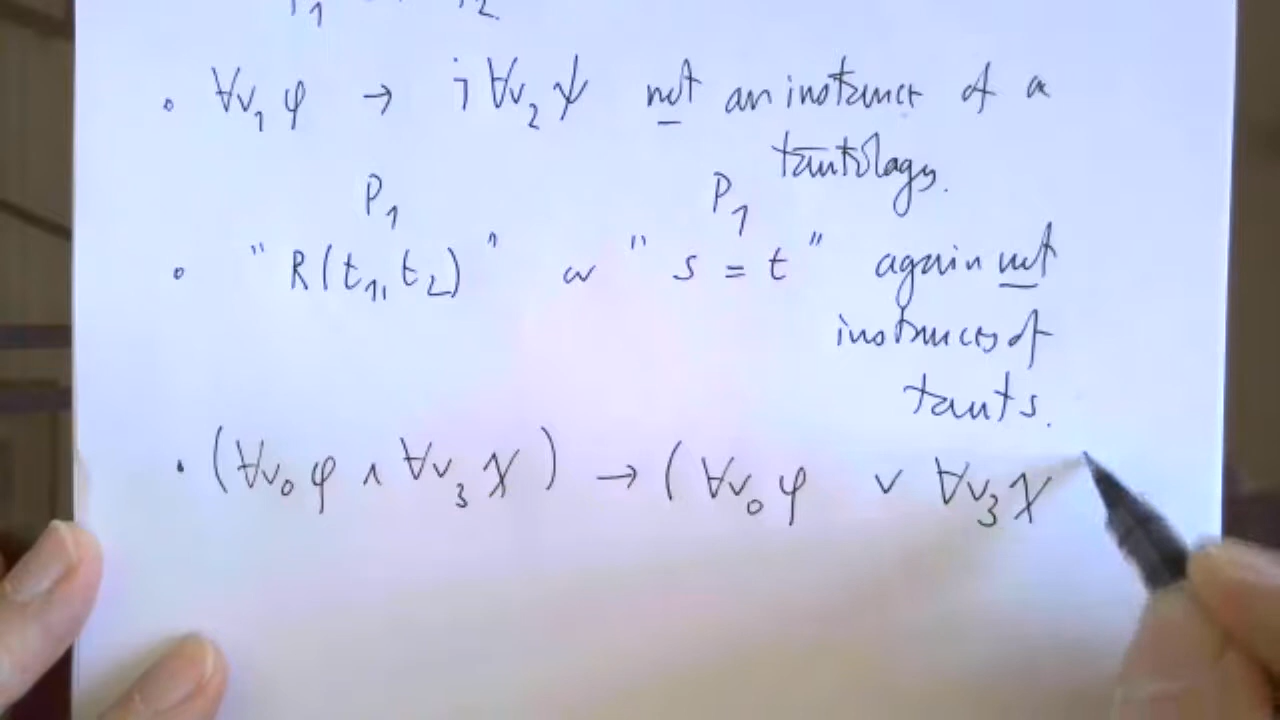 • ∀v₁ φ → ¬∀v₂ ψ not an instance of a
tautology.
P₁ P₁
• "R(t₁, t₂)" or "s = t" again not
instances of
tauts.
• (∀v₀ φ ∧ ∀v₃ χ) → (∀v₀ φ ∨ ∀v₃ χ